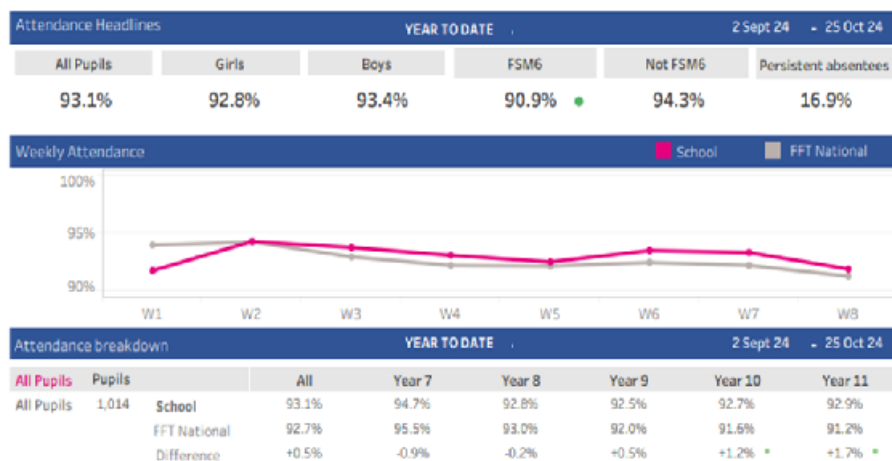 Attendance Headlines YEAR TO DATE 2 Sept 24 - 25 Oct 24
All Pupils Girls Boys FSM6 Not FSM6 Persistent absentees
93.1% 92.8% 93.4% 90.9% 94.3% 16.9%
Weekly Attendance School FFT National
100%
95%
90%
W1 W2 W3 W4 W5 W6 W7 W8
Attendance breakdown YEAR TO DATE 2 Sept 24 - 25 Oct 24
All Pupils Pupils All Year 7 Year 8 Year 9 Year 10 Year 11
All Pupils 1,014 School 93.1% 94.7% 92.8% 92.5% 92.7% 92.9%
FFT National 92.7% 95.5% 93.0% 92.0% 91.6% 91.2%
Difference +0.5% -0.9% -0.2% +0.5% +1.2% +1.7%